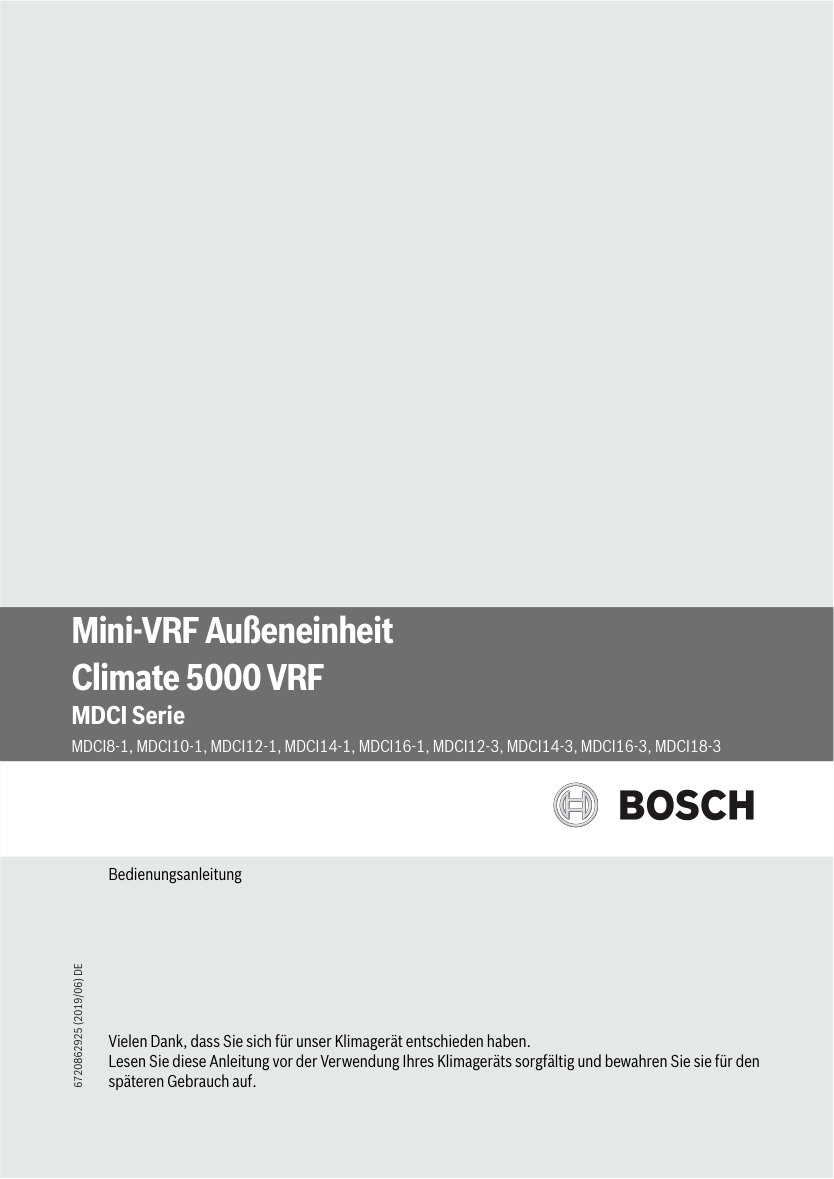 Mini-VRF Außeneinheit
Climate 5000 VRF
MDCI Serie
MDCI8-1, MDCI10-1, MDCI12-1, MDCI14-1, MDCI16-1, MDCI12-3, MDCI14-3, MDCI16-3, MDCI18-3
BOSCH
Bedienungsanleitung
6720862925 (2019/06) DE
Vielen Dank, dass Sie sich für unser Klimagerät entschieden haben.
Lesen Sie diese Anleitung vor der Verwendung Ihres Klimageräts sorgfältig und bewahren Sie sie für den
späteren Gebrauch auf.